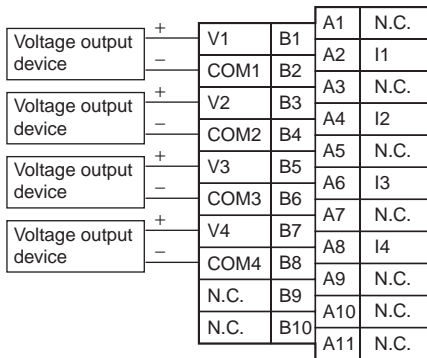 A1 N.C.
Voltage output device + V1 B1
A2 I1
− COM1 B2
A3 N.C.
Voltage output device + V2 B3
A4 I2
− COM2 B4
A5 N.C.
Voltage output device + V3 B5
A6 I3
− COM3 B6
A7 N.C.
Voltage output device + V4 B7
A8 I4
− COM4 B8
A9 N.C.
N.C. B9
A10 N.C.
N.C. B10
A11 N.C.